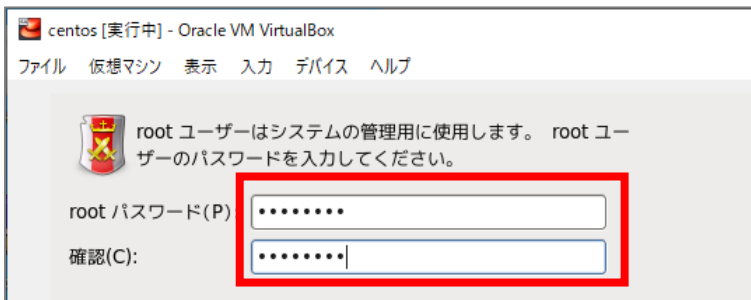 centos [実行中] - Oracle VM VirtualBox
ファイル 仮想マシン 表示 入力 デバイス ヘルプ
root ユーザーはシステムの管理用に使用します。 root ユー
ザーのパスワードを入力してください。
root パスワード(P): ••••••••
確認(C): ••••••••